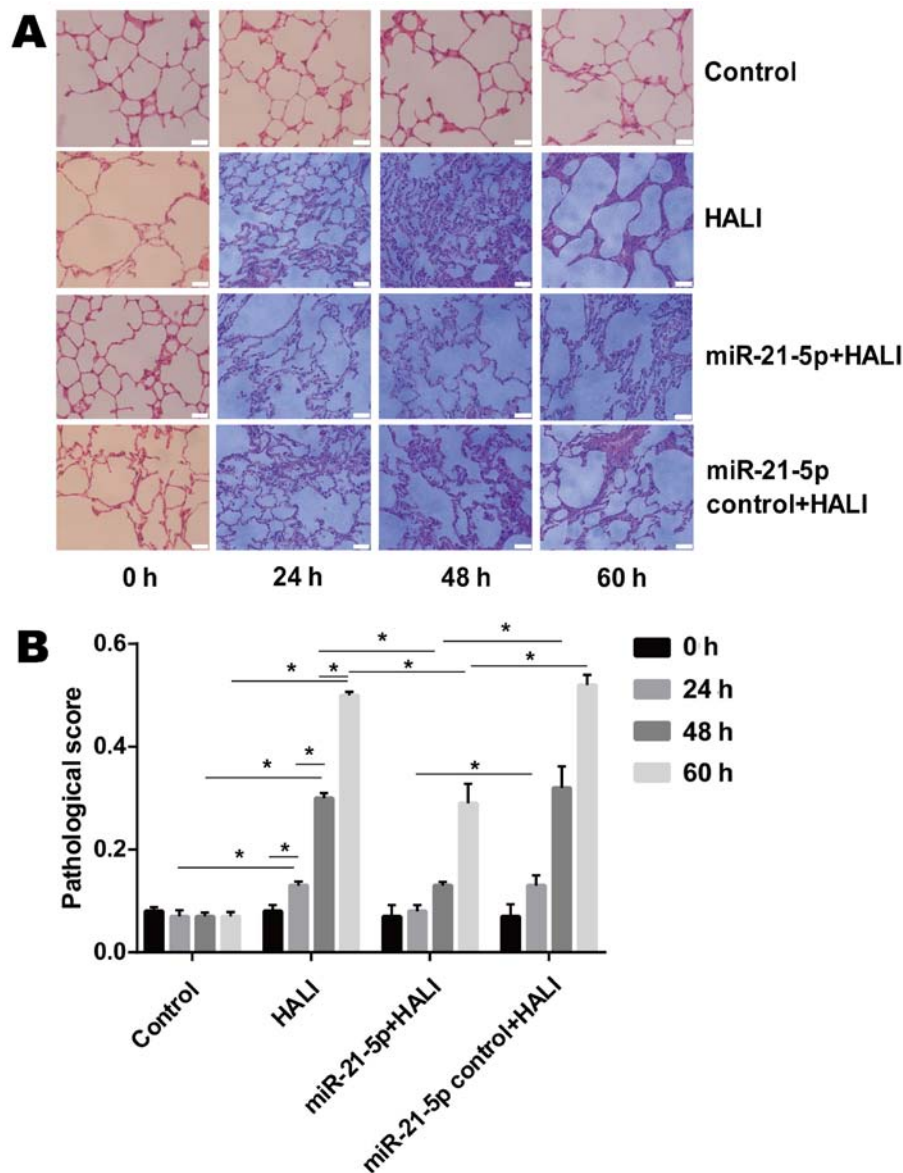 A
Control
HALI
miR-21-5p+HALI
miR-21-5p
control+HALI
0 h
24 h
48 h
60 h
B
Pathological score
0.6
0.4
0.2
0.0
*
*
*
*
*
*
*
*
*
*
*
Control
HALI
miR-21-5p+HALI
miR-21-5p control+HALI
0 h
24 h
48 h
60 h